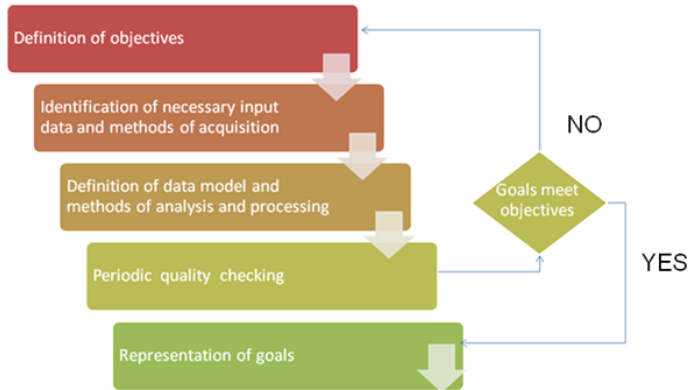 Definition of objectives
Identification of necessary input
data and methods of acquisition
NO
Definition of data model and
methods of analysis and processing
Goals meet
objectives
YES
Periodic quality checking
Representation of goals